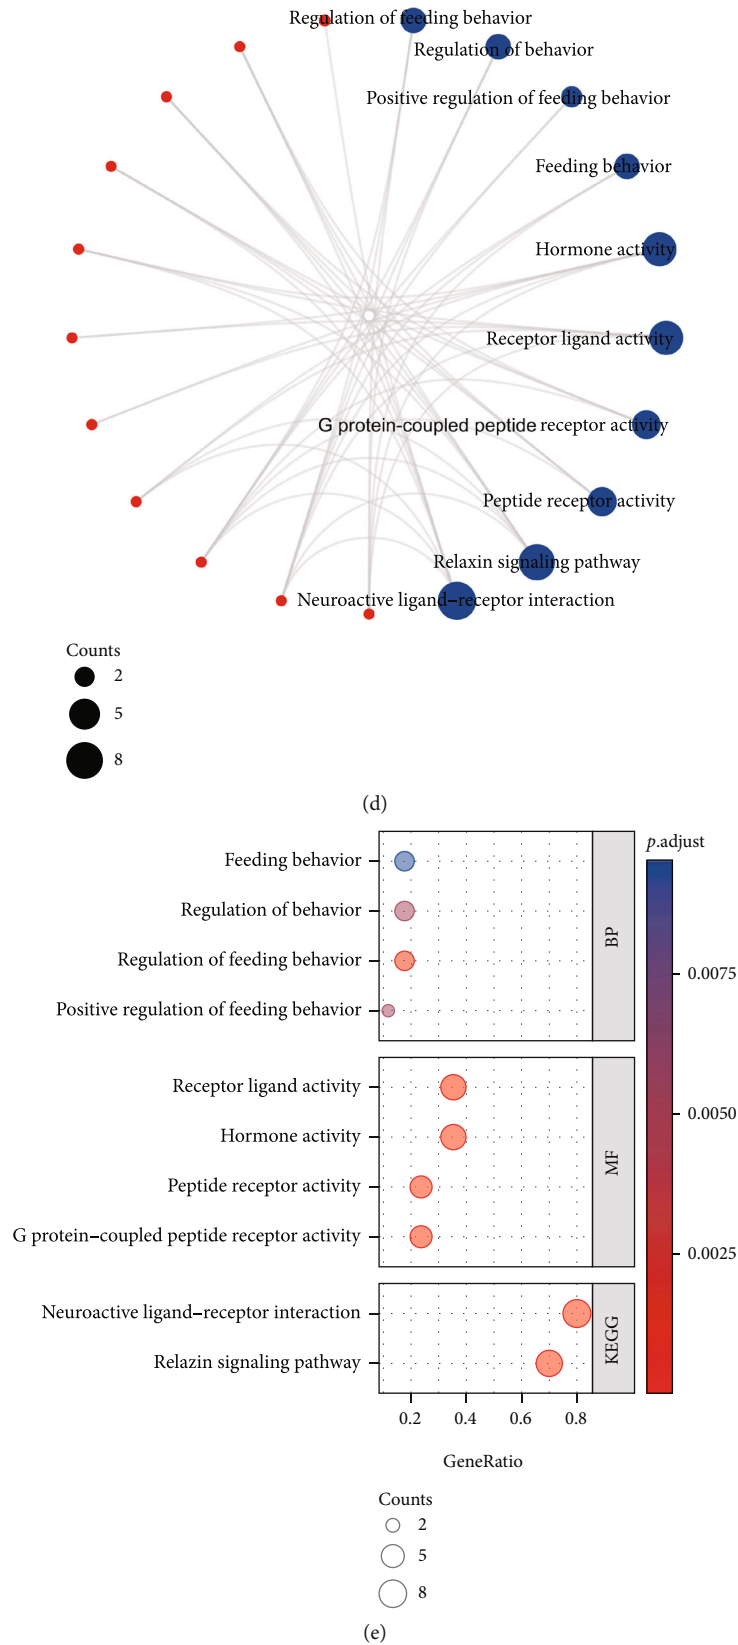 Regulation of feeding behavior
Regulation of behavior
Positive regulation of feeding behavior
Feeding behavior
Hormone activity
Receptor ligand activity
G protein-coupled peptide receptor activity
Peptide receptor activity
Relaxin signaling pathway
Neuroactive ligand–receptor interaction
Counts
2
5
8
(d)
p.adjust
Feeding behavior
Regulation of behavior
Regulation of feeding behavior
Positive regulation of feeding behavior
BP
Receptor ligand activity
Hormone activity
Peptide receptor activity
G protein–coupled peptide receptor activity
MF
Neuroactive ligand–receptor interaction
Relazin signaling pathway
KEGG
0.0075
0.0050
0.0025
0.2 0.4 0.6 0.8
GeneRatio
Counts
2
5
8
(e)